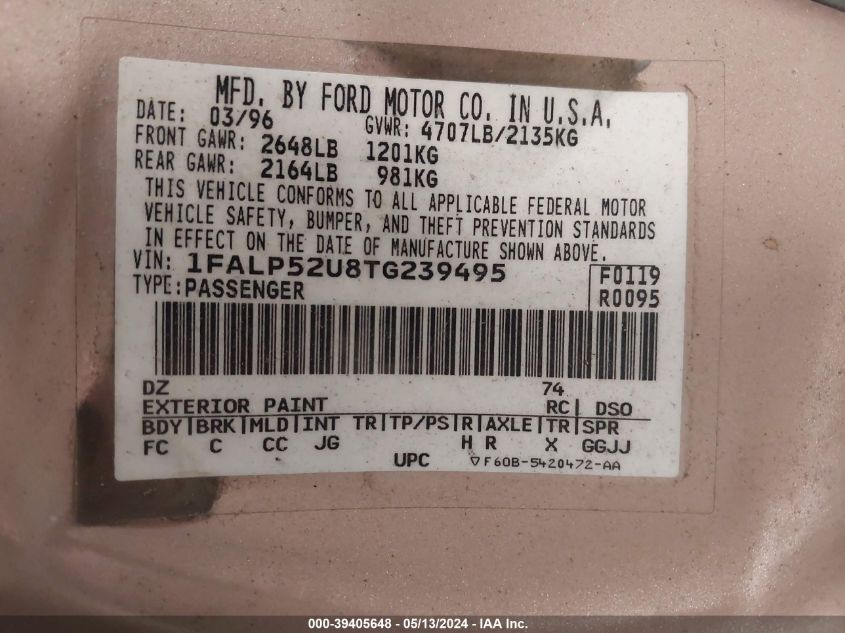 MFD. BY FORD MOTOR CO. IN U.S.A.
DATE: 03/96 GVWR: 4707LB/2135KG
FRONT GAWR: 2648LB 1201KG
REAR GAWR: 2164LB 981KG
THIS VEHICLE CONFORMS TO ALL APPLICABLE FEDERAL MOTOR
VEHICLE SAFETY, BUMPER, AND THEFT PREVENTION STANDARDS
IN EFFECT ON THE DATE OF MANUFACTURE SHOWN ABOVE.
VIN: 1FALP52U8TG239495 F0119
TYPE: PASSENGER R0095
DZ 74
EXTERIOR PAINT RC| DSO
BDY|BRK|MLD|INT TR|TP/PS|R|AXLE|TR|SPR
FC C CC JG H R X GGJJ
UPC ▽F60B-5420472-AA
000-39405648 - 05/13/2024 - IAA Inc.